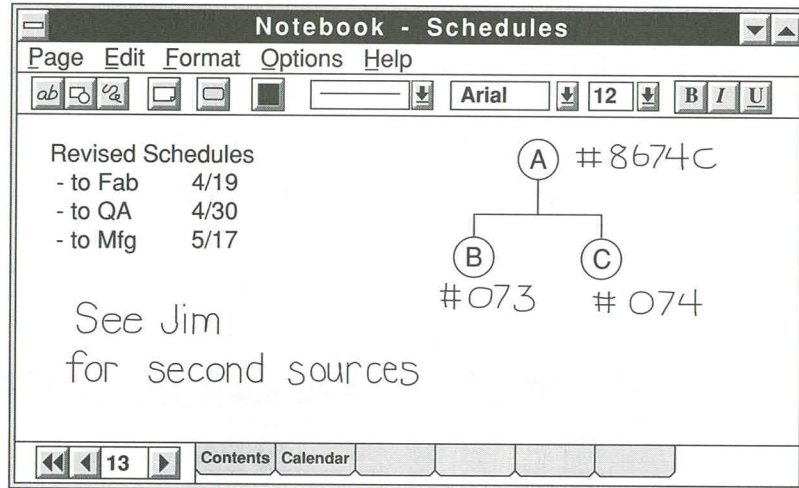 Notebook - Schedules
Page Edit Format Options Help
ab Arial 12 B I U
Revised Schedules
- to Fab 4/19
- to QA 4/30
- to Mfg 5/17
A #8674C
B C
#073 #074
See Jim
for second sources
13 Contents Calendar